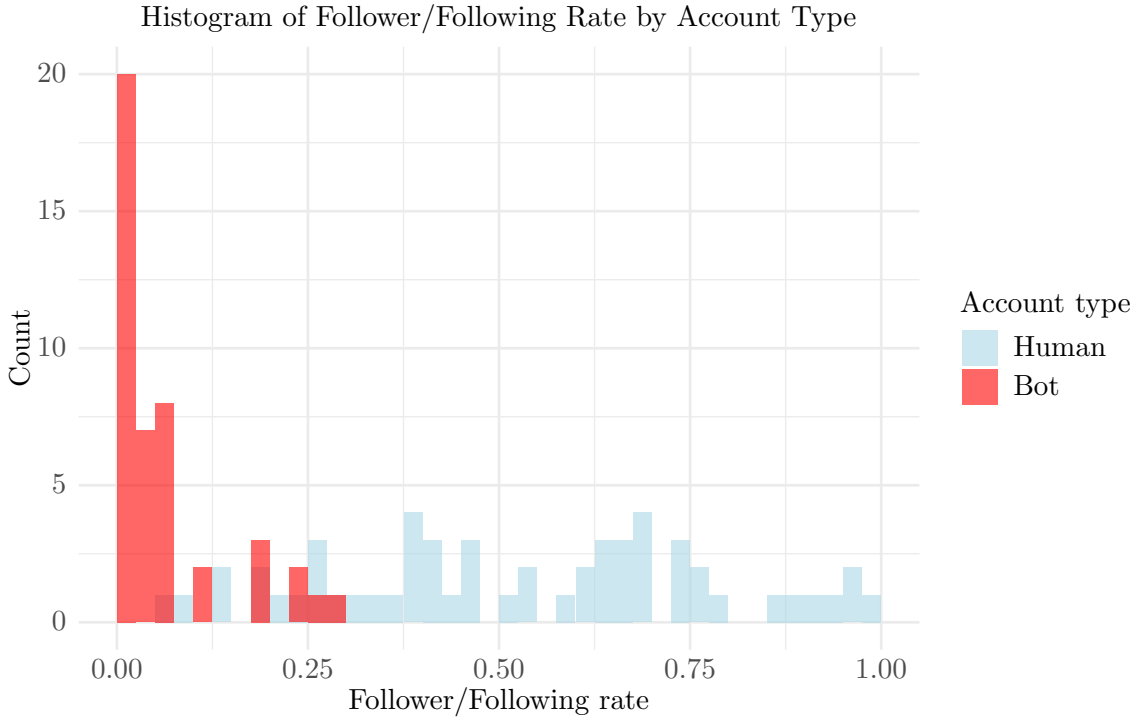 Histogram of Follower/Following Rate by Account Type
20
15
10
5
0
Count
0.00
0.25
0.50
0.75
1.00
Follower/Following rate
Account type
Human
Bot